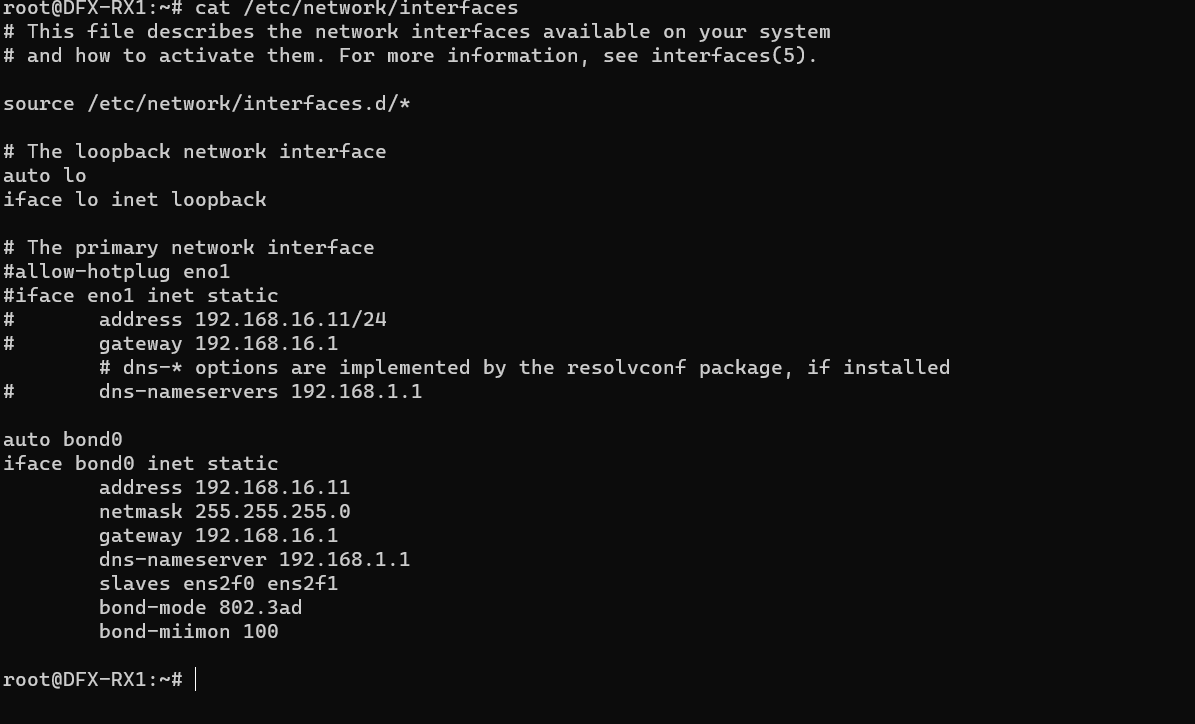 root@DFX-RX1:~# cat /etc/network/interfaces
# This file describes the network interfaces available on your system
# and how to activate them. For more information, see interfaces(5).

source /etc/network/interfaces.d/*

# The loopback network interface
auto lo
iface lo inet loopback

# The primary network interface
#allow-hotplug eno1
#iface eno1 inet static
#       address 192.168.16.11/24
#       gateway 192.168.16.1
        # dns-* options are implemented by the resolvconf package, if installed
#       dns-nameservers 192.168.1.1

auto bond0
iface bond0 inet static
        address 192.168.16.11
        netmask 255.255.255.0
        gateway 192.168.16.1
        dns-nameserver 192.168.1.1
        slaves ens2f0 ens2f1
        bond-mode 802.3ad
        bond-miimon 100

root@DFX-RX1:~#